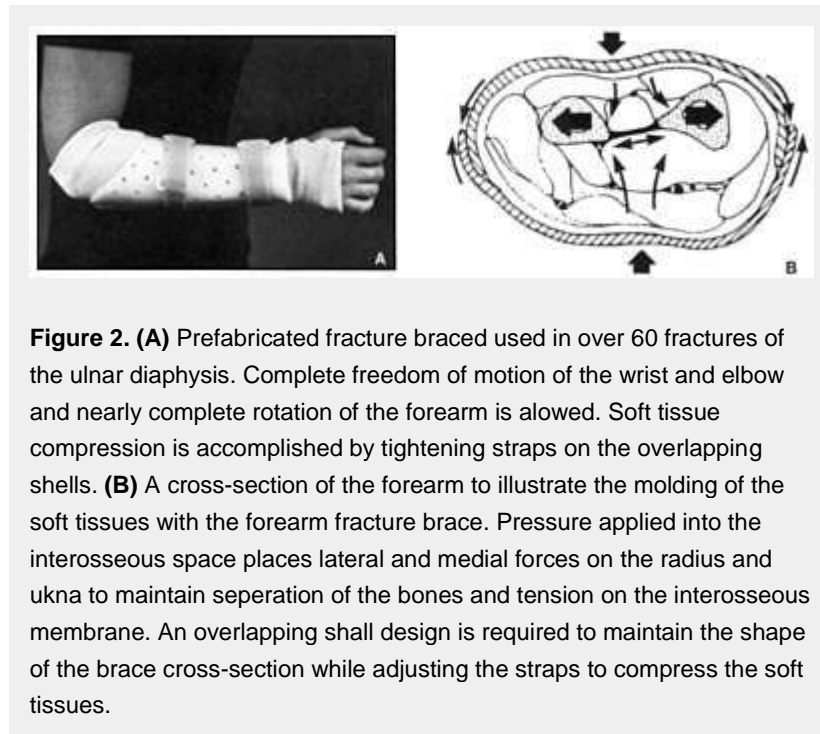 A
B
Figure 2. (A) Prefabricated fracture braced used in over 60 fractures of
the ulnar diaphysis. Complete freedom of motion of the wrist and elbow
and nearly complete rotation of the forearm is alowed. Soft tissue
compression is accomplished by tightening straps on the overlapping
shells. (B) A cross-section of the forearm to illustrate the molding of the
soft tissues with the forearm fracture brace. Pressure applied into the
interosseous space places lateral and medial forces on the radius and
ukna to maintain seperation of the bones and tension on the interosseous
membrane. An overlapping shall design is required to maintain the shape
of the brace cross-section while adjusting the straps to compress the soft
tissues.